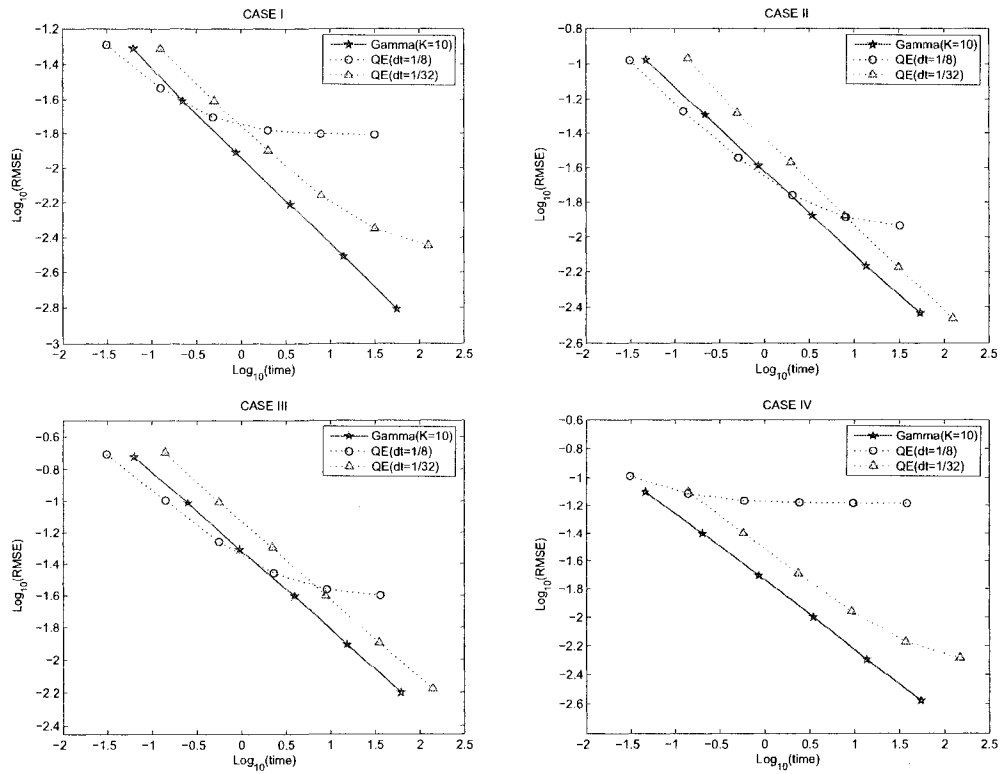 CASE I
−1.2
−1.4
−1.6
−1.8
−2
−2.2
−2.4
−2.6
−2.8
−3
Log10(RMSE)
Gamma(K=10)
QE(dt=1/8)
QE(dt=1/32)
−2 −1.5 −1 −0.5 0 0.5 1 1.5 2 2.5
Log10(time)
CASE II
−1
−1.2
−1.4
−1.6
−1.8
−2
−2.2
−2.4
−2.6
Log10(RMSE)
Gamma(K=10)
QE(dt=1/8)
QE(dt=1/32)
−2 −1.5 −1 −0.5 0 0.5 1 1.5 2 2.5
Log10(time)
CASE III
−0.6
−0.8
−1
−1.2
−1.4
−1.6
−1.8
−2
−2.2
−2.4
Log10(RMSE)
Gamma(K=10)
QE(dt=1/8)
QE(dt=1/32)
−2 −1.5 −1 −0.5 0 0.5 1 1.5 2 2.5
Log10(time)
CASE IV
−0.6
−0.8
−1
−1.2
−1.4
−1.6
−1.8
−2
−2.2
−2.4
−2.6
Log10(RMSE)
Gamma(K=10)
QE(dt=1/8)
QE(dt=1/32)
−2 −1.5 −1 −0.5 0 0.5 1 1.5 2 2.5
Log10(time)